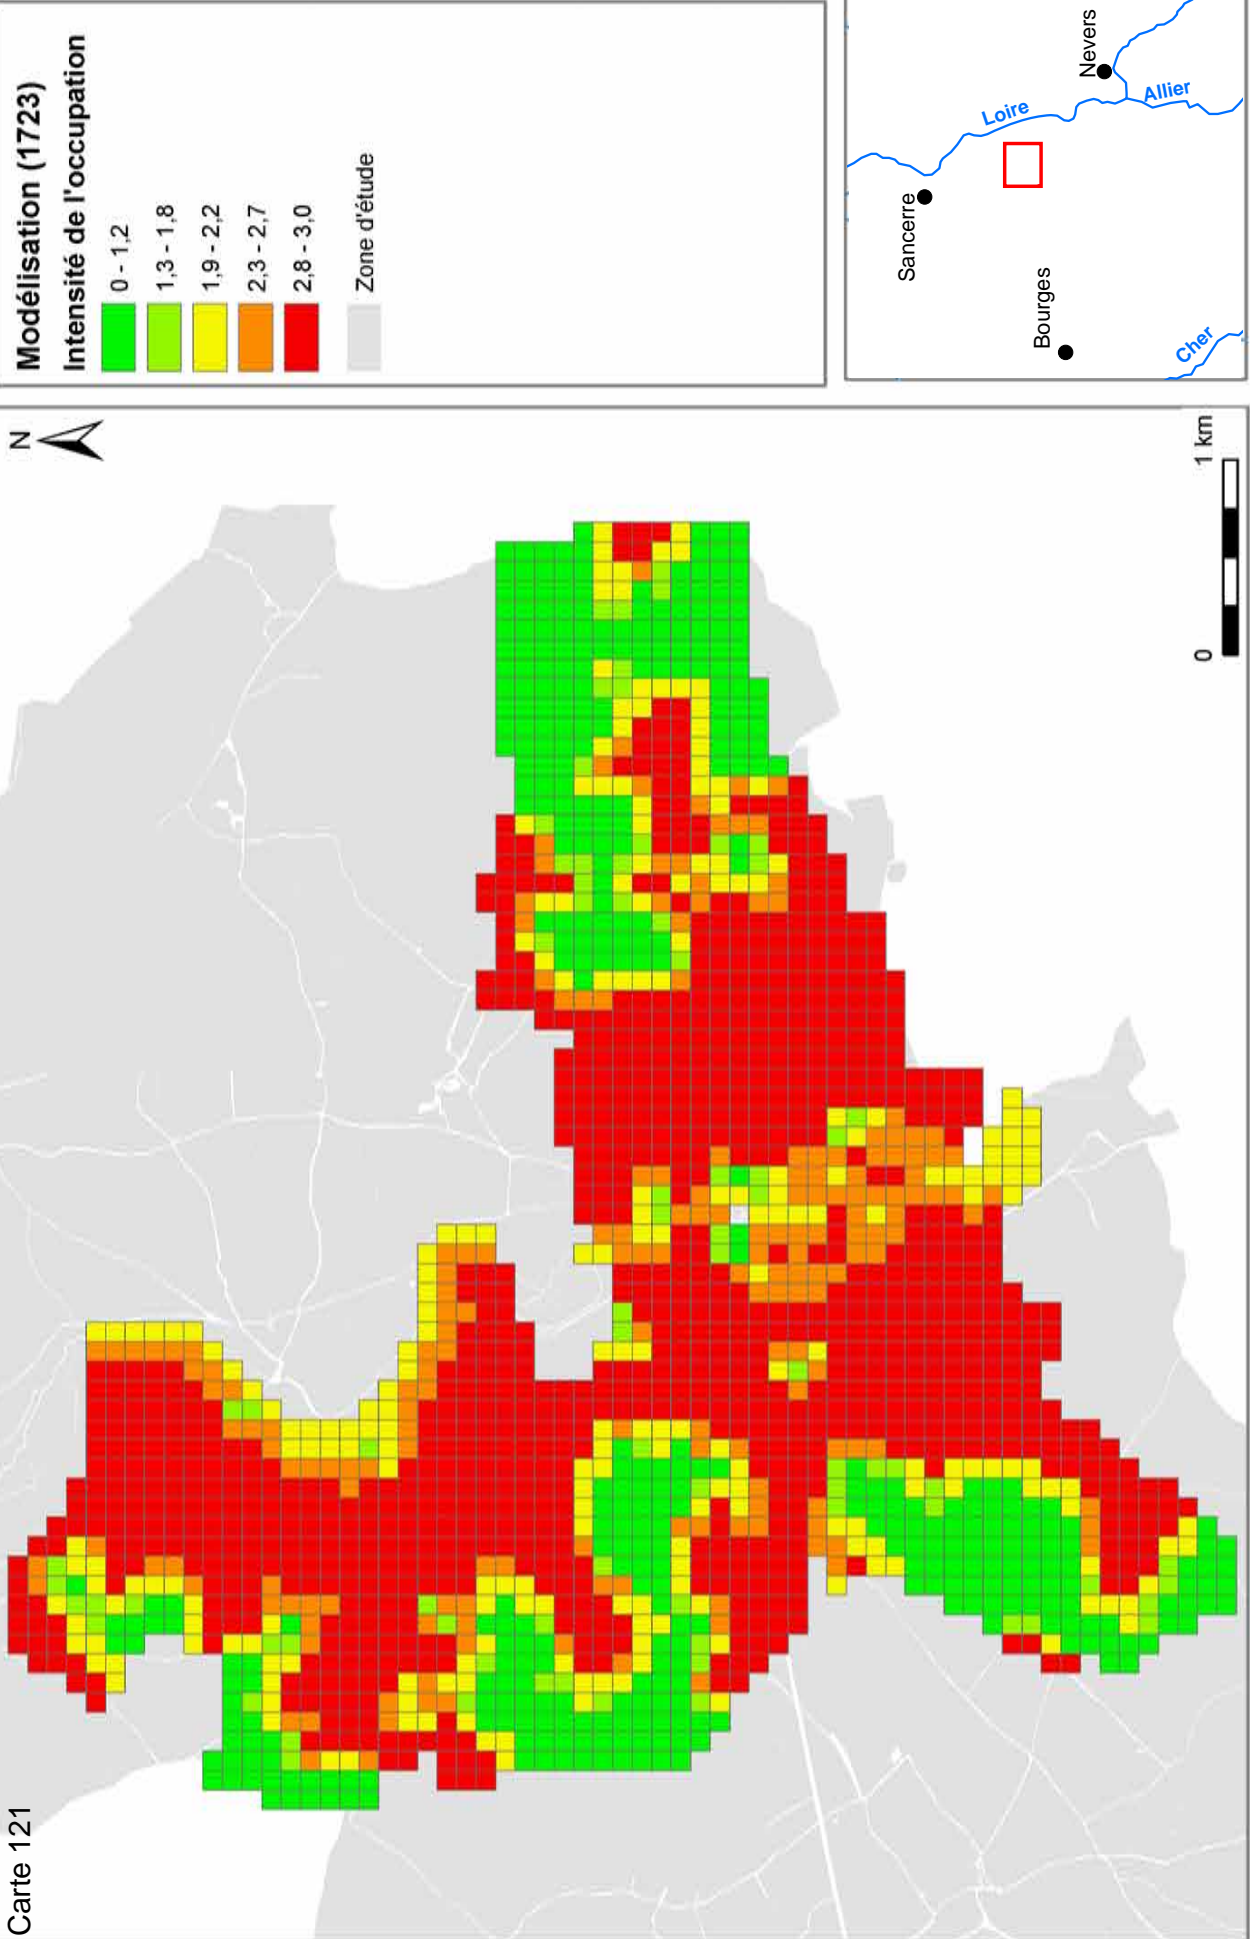 Carte 121
N
0 1 km
Modélisation (1723)
Intensité de l'occupation
0 - 1,2
1,3 - 1,8
1,9 - 2,2
2,3 - 2,7
2,8 - 3,0
Zone d'étude
Sancerre
Loire
Nevers
Bourges
Allier
Cher